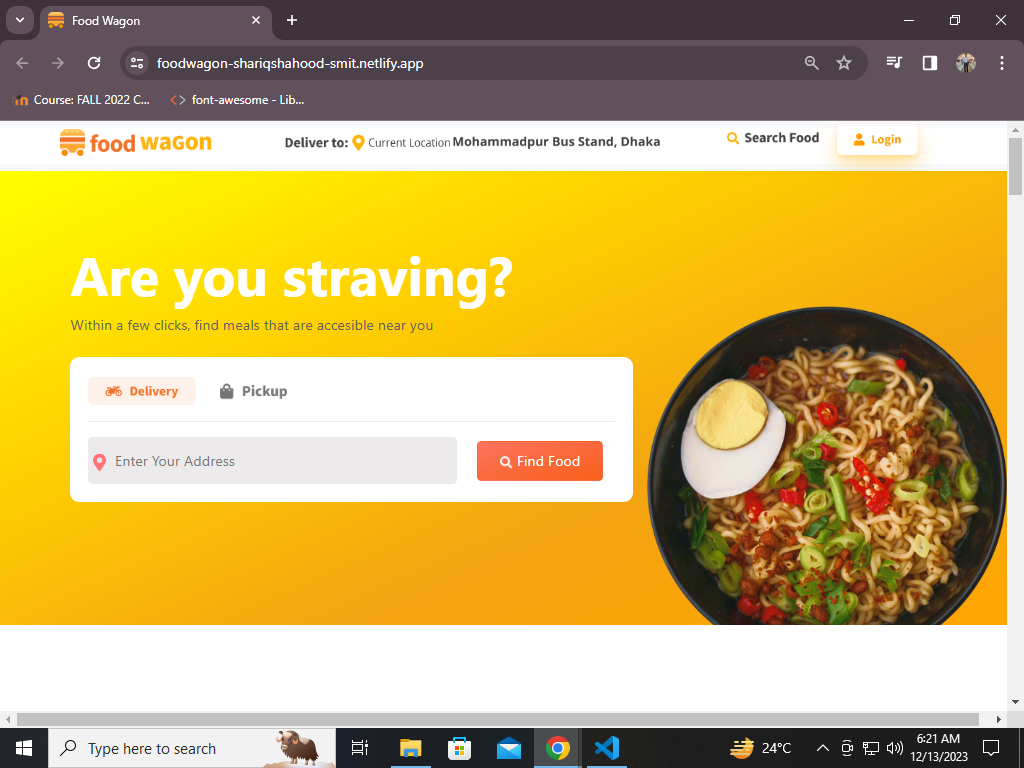 Food Wagon
foodwagon-shariqshahood-smit.netlify.app
Course: FALL 2022 C...
font-awesome - Lib...
food wagon
Deliver to: Current Location Mohammadpur Bus Stand, Dhaka
Search Food
Login
Are you straving?
Within a few clicks, find meals that are accesible near you
Delivery
Pickup
Enter Your Address
Find Food
Type here to search
24°C
6:21 AM
12/13/2023